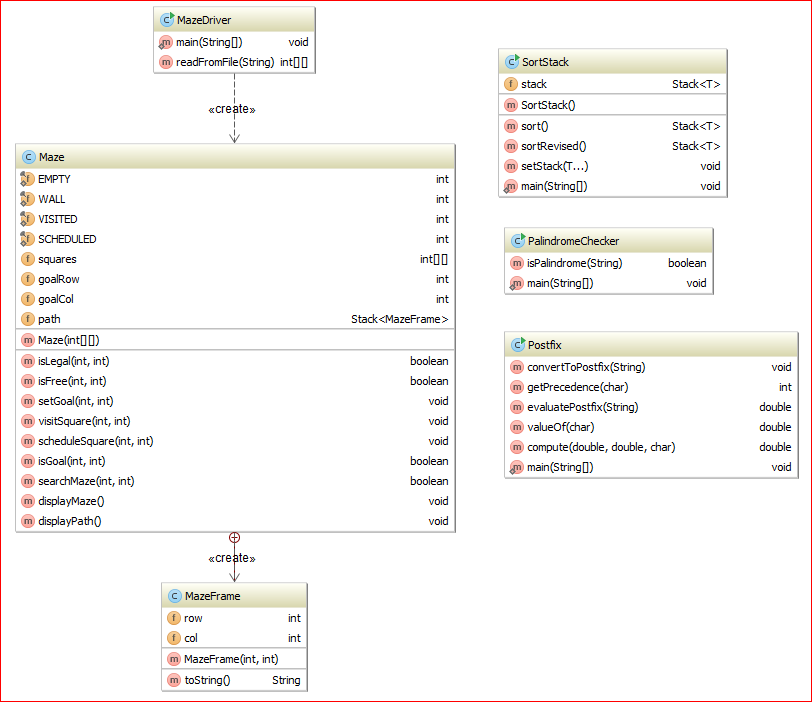 MazeDriver
main(String[]) void
readFromFile(String) int[][]
«create»
Maze
EMPTY int
WALL int
VISITED int
SCHEDULED int
squares int[][]
goalRow int
goalCol int
path Stack<MazeFrame>
Maze(int[][])
isLegal(int, int) boolean
isFree(int, int) boolean
setGoal(int, int) void
visitSquare(int, int) void
scheduleSquare(int, int) void
isGoal(int, int) boolean
searchMaze(int, int) boolean
displayMaze() void
displayPath() void
«create»
MazeFrame
row int
col int
MazeFrame(int, int)
toString() String
SortStack
stack Stack<T>
SortStack()
sort() Stack<T>
sortRevised() Stack<T>
setStack(T...) void
main(String[]) void
PalindromeChecker
isPalindrome(String) boolean
main(String[]) void
Postfix
convertToPostfix(String) void
getPrecedence(char) int
evaluatePostfix(String) double
valueOf(char) double
compute(double, double, char) double
main(String[]) void